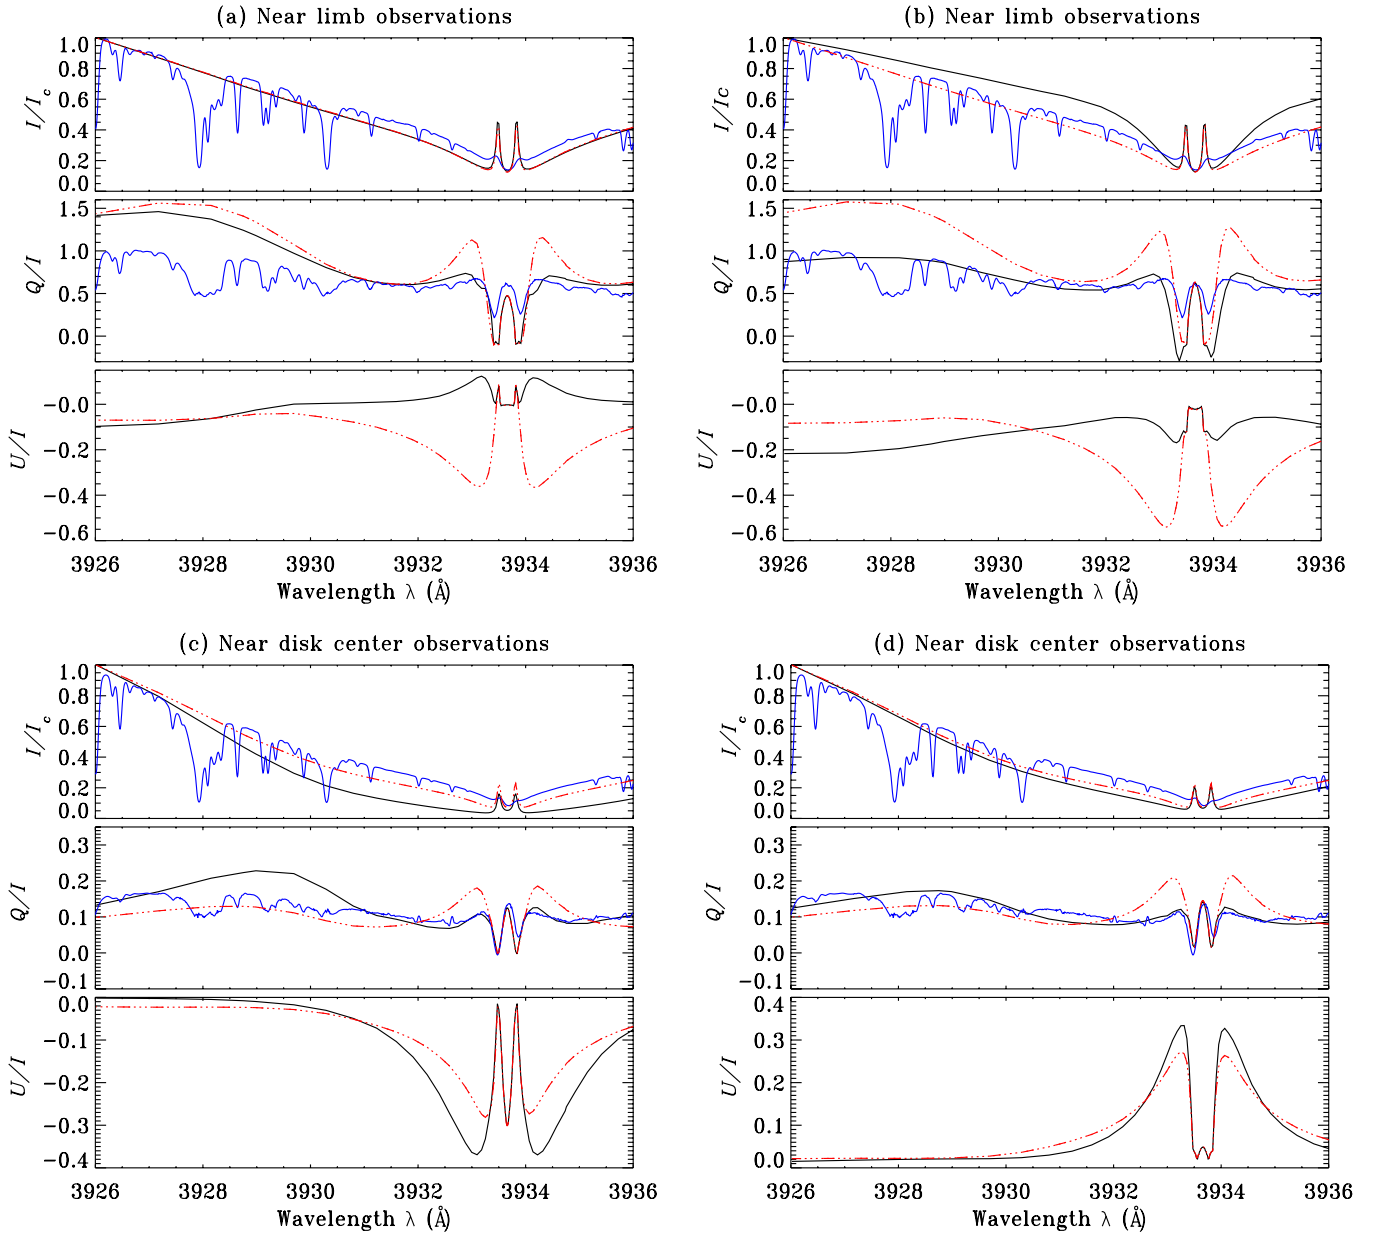 (a) Near limb observations
I/I_c
1.0
0.8
0.6
0.4
0.2
0.0
Q/I
1.5
1.0
0.5
0.0
U/I
−0.0
−0.2
−0.4
−0.6
3926 3928 3930 3932 3934 3936
Wavelength λ (Å)
(b) Near limb observations
I/Ic
1.0
0.8
0.6
0.4
0.2
0.0
Q/I
1.5
1.0
0.5
0.0
U/I
−0.0
−0.2
−0.4
−0.6
3926 3928 3930 3932 3934 3936
Wavelength λ (Å)
(c) Near disk center observations
I/I_c
1.0
0.8
0.6
0.4
0.2
0.0
Q/I
0.3
0.2
0.1
0.0
−0.1
U/I
0.0
−0.1
−0.2
−0.3
−0.4
3926 3928 3930 3932 3934 3936
Wavelength λ (Å)
(d) Near disk center observations
I/I_c
1.0
0.8
0.6
0.4
0.2
0.0
Q/I
0.3
0.2
0.1
0.0
−0.1
U/I
0.4
0.3
0.2
0.1
0.0
3926 3928 3930 3932 3934 3936
Wavelength λ (Å)